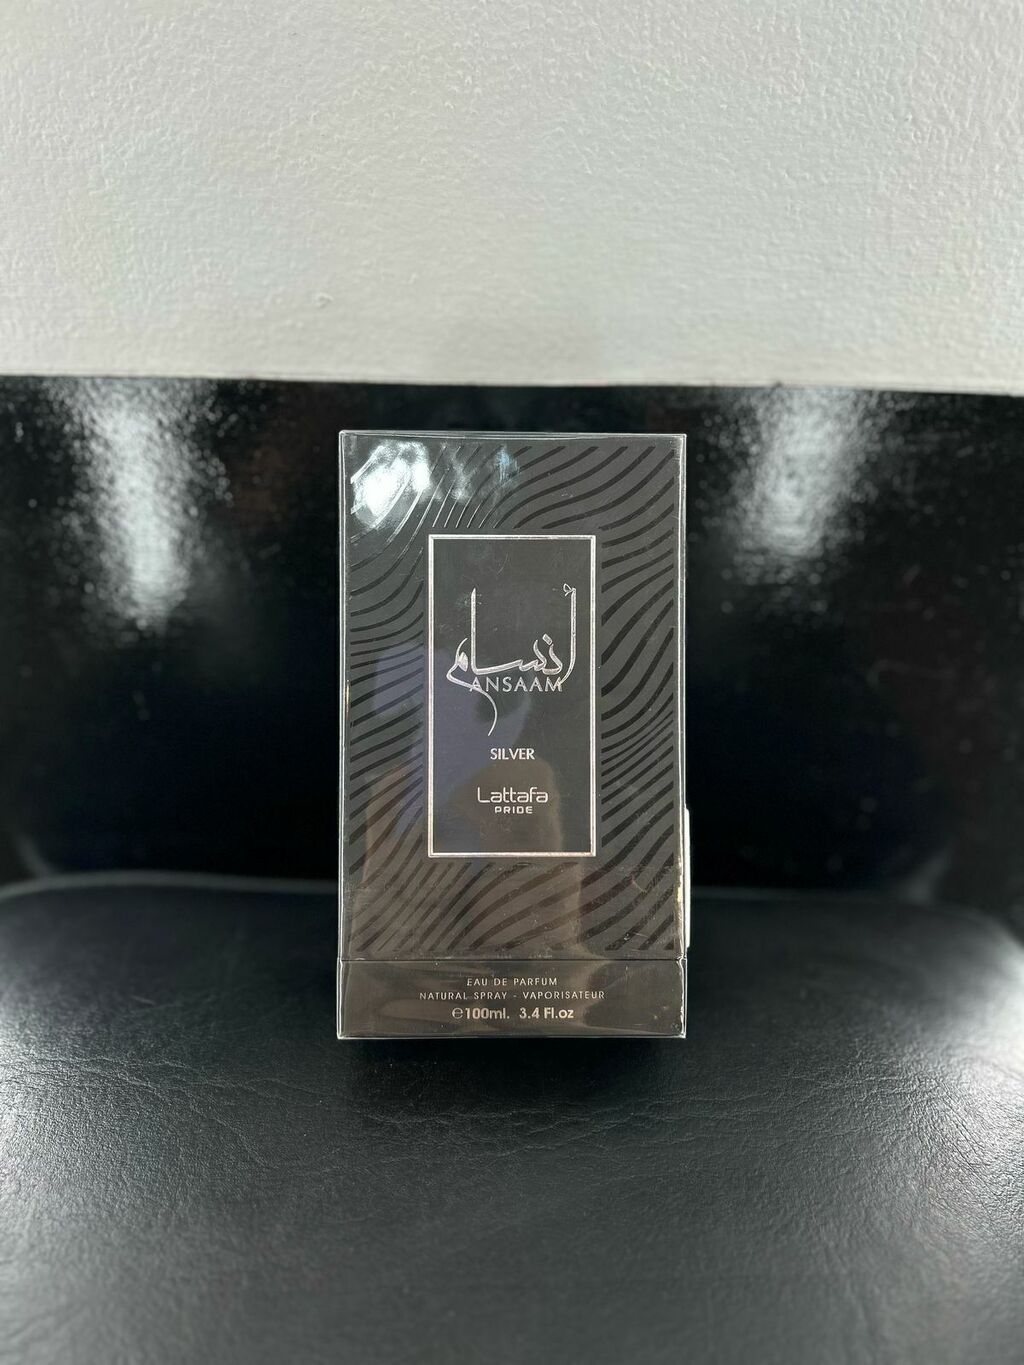 أنسام
ANSAAM
SILVER
Lattafa
PRIDE
EAU DE PARFUM
NATURAL SPRAY - VAPORISATEUR
℮100ml. 3.4 Fl.oz